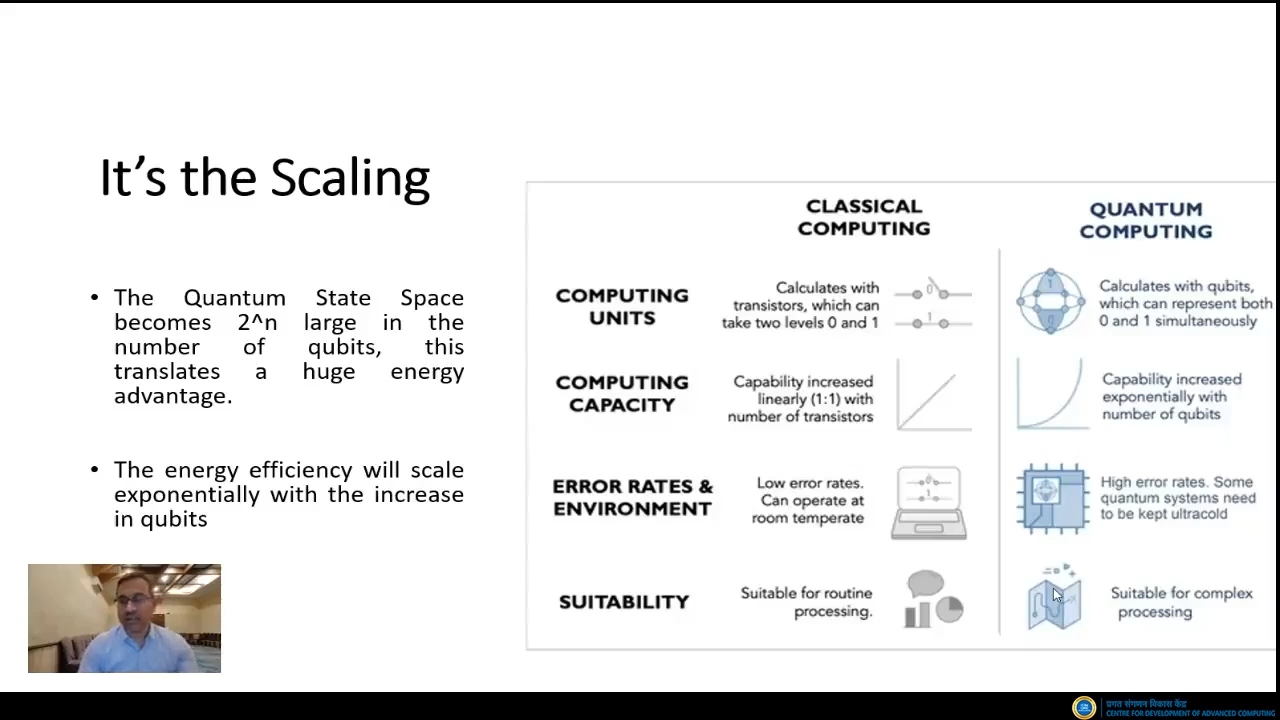 It's the Scaling
• The Quantum State Space
becomes 2^n large in the
number of qubits, this
translates a huge energy
advantage.
• The energy efficiency will scale
exponentially with the increase
in qubits
CLASSICAL
COMPUTING
QUANTUM
COMPUTING
COMPUTING
UNITS
Calculates with
transistors, which can
take two levels 0 and 1
0
1
1
0
Calculates with qubits,
which can represent both
0 and 1 simultaneously
COMPUTING
CAPACITY
Capability increased
linearly (1:1) with
number of transistors
Capability increased
exponentially with
number of qubits
ERROR RATES &
ENVIRONMENT
Low error rates.
Can operate at
room temperate
0
1
High error rates. Some
quantum systems need
to be kept ultracold
SUITABILITY
Suitable for routine
processing.
Suitable for complex
processing
प्रगत संगणन विकास केंद्र
CENTRE FOR DEVELOPMENT OF ADVANCED COMPUTING